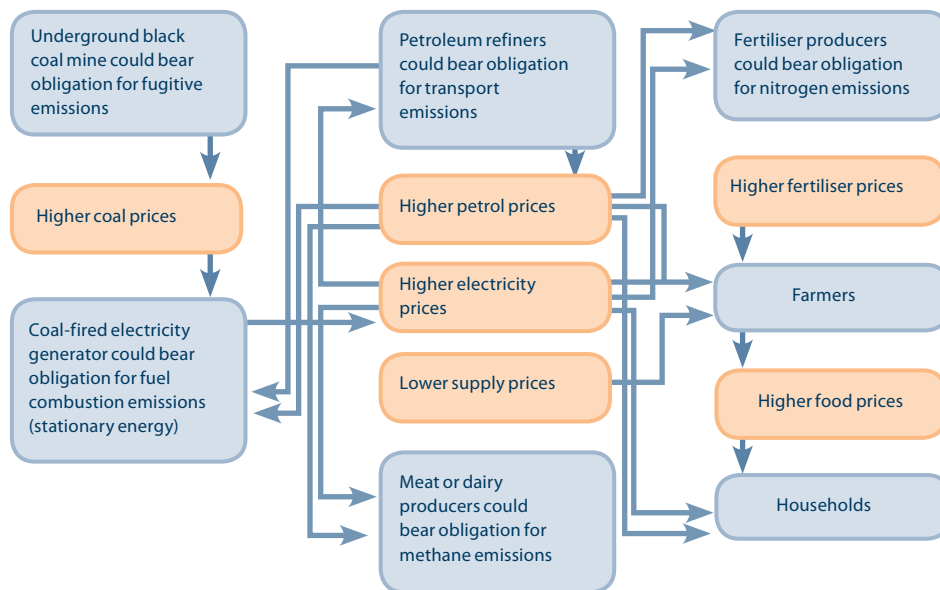 Underground black
coal mine could bear
obligation for fugitive
emissions
Higher coal prices
Coal-fired electricity
generator could bear
obligation for fuel
combustion emissions
(stationary energy)
Petroleum refiners
could bear obligation
for transport
emissions
Higher petrol prices
Higher electricity
prices
Lower supply prices
Meat or dairy
producers could
bear obligation for
methane emissions
Fertiliser producers
could bear obligation
for nitrogen emissions
Higher fertiliser prices
Farmers
Higher food prices
Households